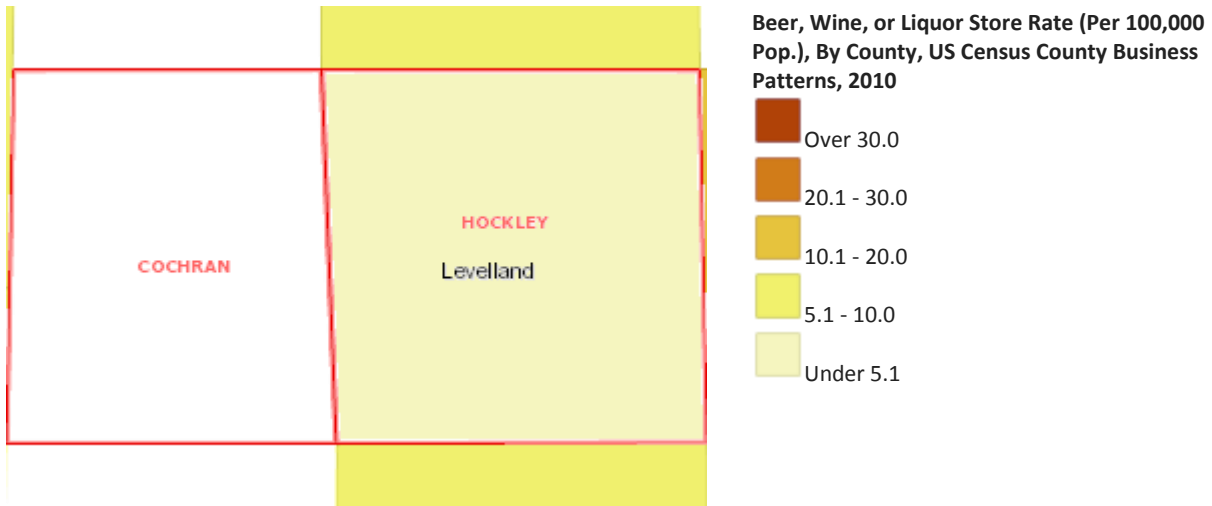 Beer, Wine, or Liquor Store Rate (Per 100,000
Pop.), By County, US Census County Business
Patterns, 2010
Over 30.0
20.1 - 30.0
10.1 - 20.0
5.1 - 10.0
Under 5.1
HOCKLEY
COCHRAN
Levelland